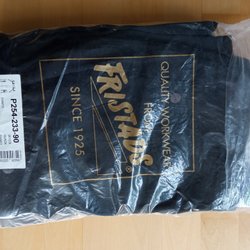 QUALITY WORKWEAR
FROM
FRISTADS®
SINCE 1925
P254-233-90